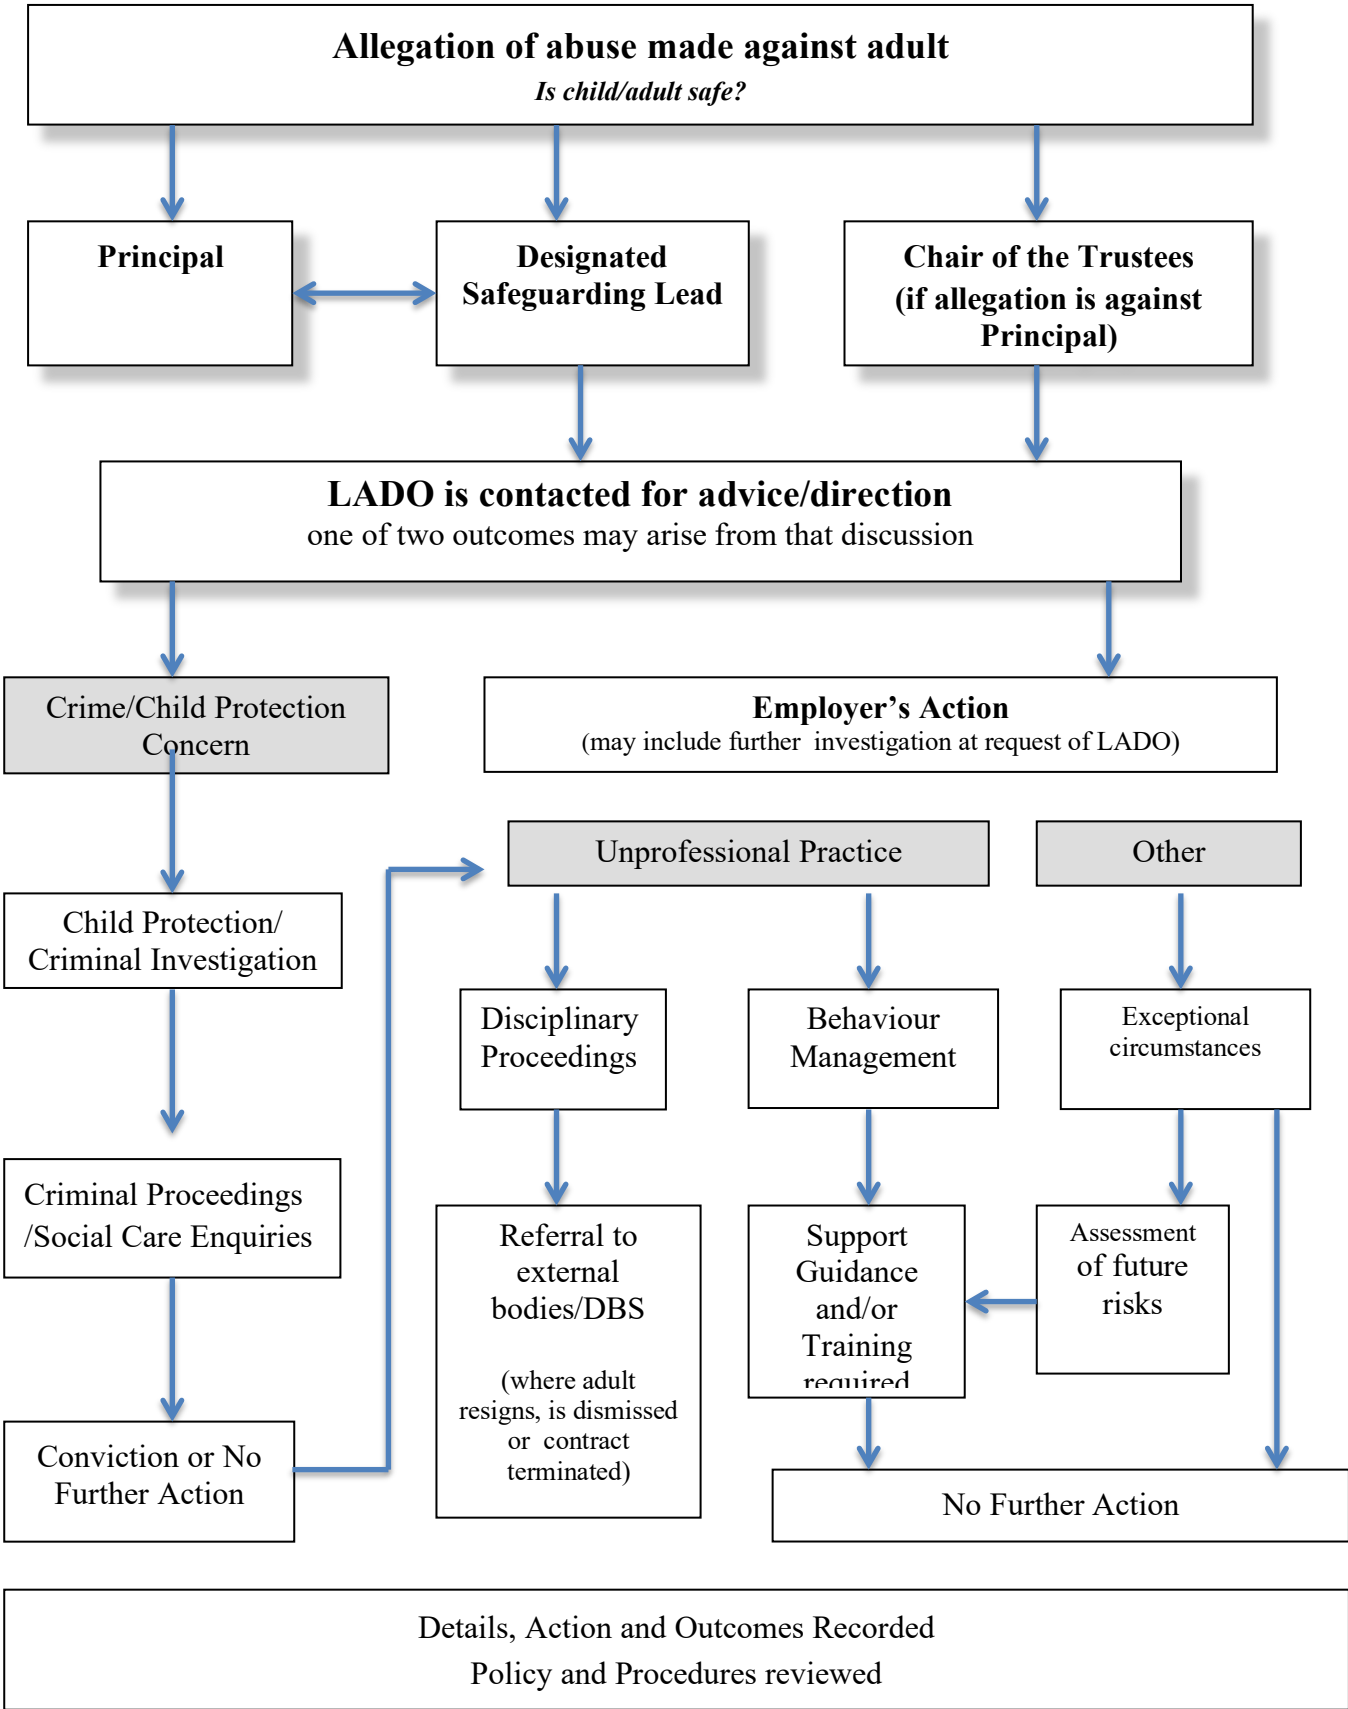 Allegation of abuse made against adult
Is child/adult safe?
Principal
Designated
Safeguarding Lead
Chair of the Trustees
(if allegation is against
Principal)
LADO is contacted for advice/direction
one of two outcomes may arise from that discussion
Crime/Child Protection
Concern
Employer’s Action
(may include further investigation at request of LADO)
Unprofessional Practice
Other
Child Protection/
Criminal Investigation
Disciplinary
Proceedings
Behaviour
Management
Exceptional
circumstances
Criminal Proceedings
/Social Care Enquiries
Referral to
external
bodies/DBS
(where adult
resigns, is dismissed
or contract
terminated)
Support
Guidance
and/or
Training
required
Assessment
of future
risks
Conviction or No
Further Action
No Further Action
Details, Action and Outcomes Recorded
Policy and Procedures reviewed